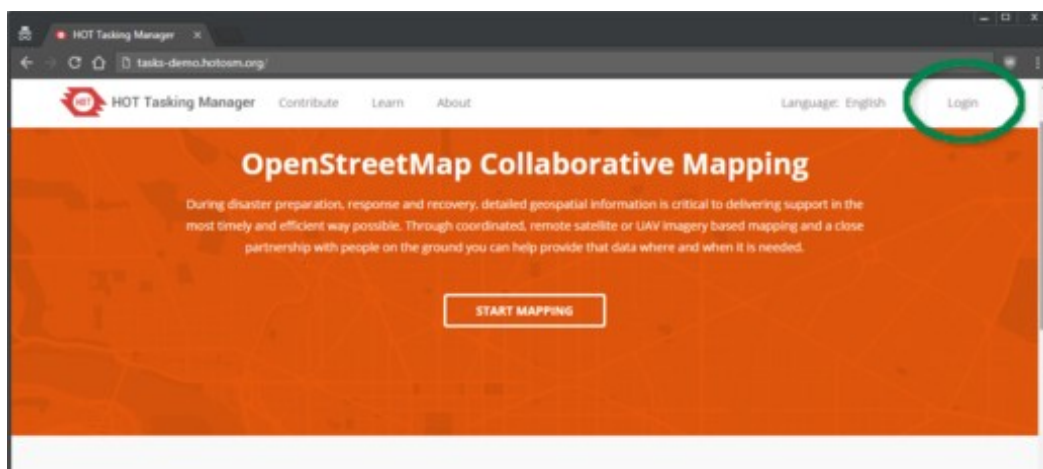 HOT Tasking Manager
tasks-demo.hotosm.org/
HOT HOT Tasking Manager Contribute Learn About Language: English Login
OpenStreetMap Collaborative Mapping
During disaster preparation, response and recovery, detailed geospatial information is critical to delivering support in the
most timely and efficient way possible. Through coordinated, remote satellite or UAV imagery based mapping and a close
partnership with people on the ground you can help provide that data where and when it is needed.
START MAPPING